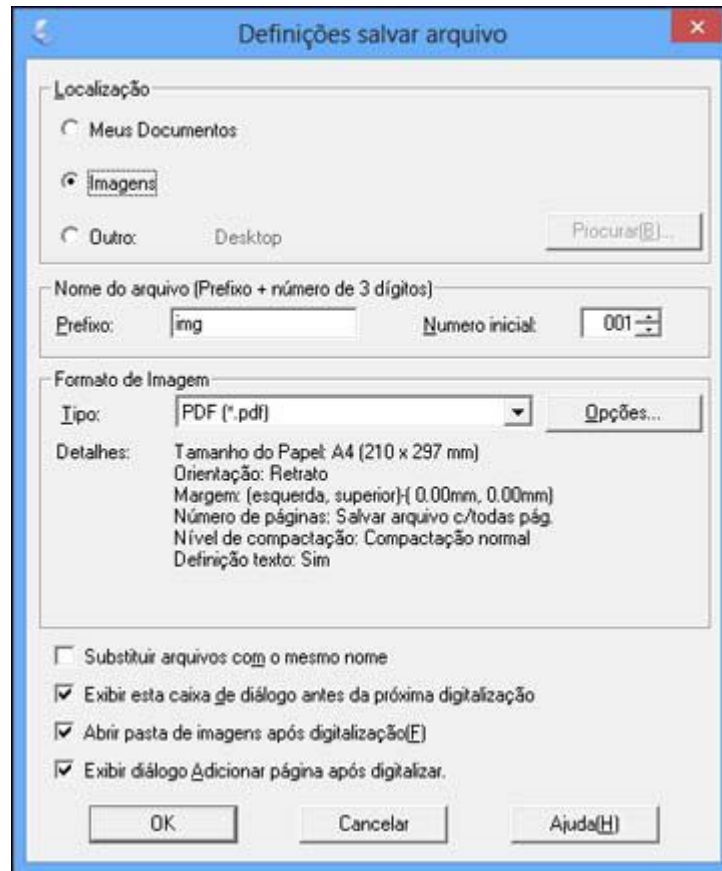 Definições salvar arquivo
Localização
Meus Documentos
Imagens
Outro: Desktop Procurar(B)...
Nome do arquivo (Prefixo + número de 3 dígitos)
Prefixo: img Numero inicial: 001
Formato de Imagem
Tipo: PDF (*.pdf) Opções...
Detalhes: Tamanho do Papel: A4 (210 x 297 mm)
Orientação: Retrato
Margem: (esquerda, superior)-( 0.00mm, 0.00mm)
Número de páginas: Salvar arquivo c/todas pág.
Nível de compactação: Compactação normal
Definição texto: Sim
Substituir arquivos com o mesmo nome
Exibir esta caixa de diálogo antes da próxima digitalização
Abrir pasta de imagens após digitalização(F)
Exibir diálogo Adicionar página após digitalizar.
OK Cancelar Ajuda(H)